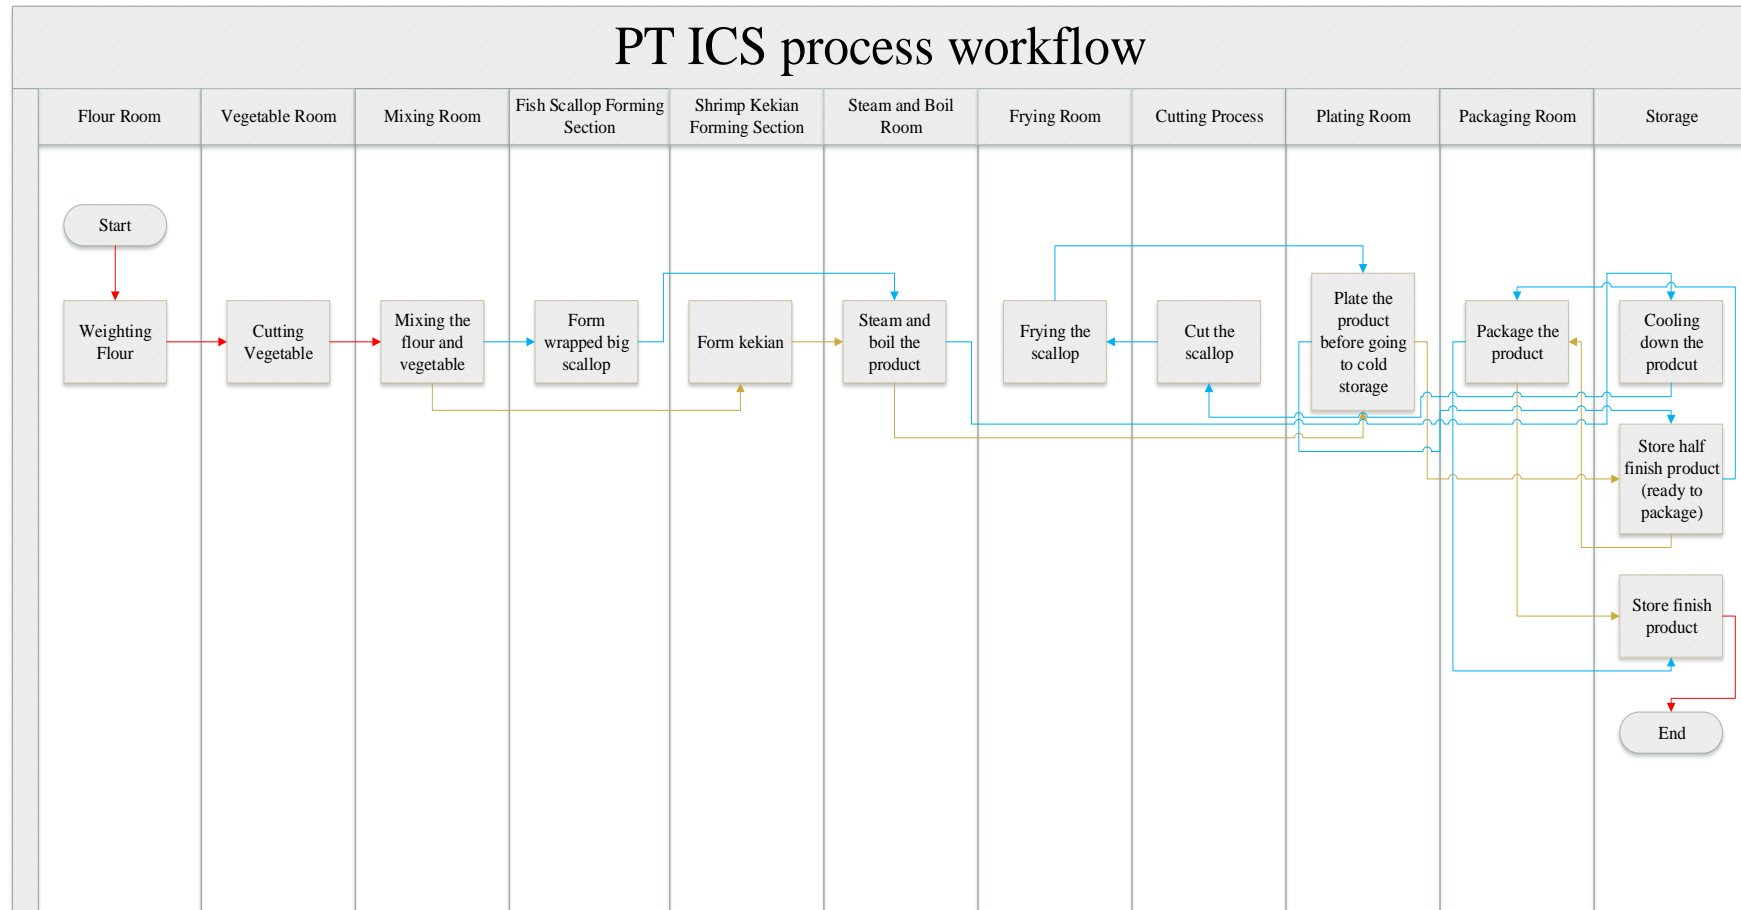 PT ICS process workflow
Flour Room
Vegetable Room
Mixing Room
Fish Scallop Forming
Section
Shrimp Kekian
Forming Section
Steam and Boil
Room
Frying Room
Cutting Process
Plating Room
Packaging Room
Storage
Start
Weighting
Flour
Cutting
Vegetable
Mixing the
flour and
vegetable
Form
wrapped big
scallop
Form kekian
Steam and
boil the
product
Frying the
scallop
Cut the
scallop
Plate the
product
before going
to cold
storage
Package the
product
Cooling
down the
prodcut
Store half
finish product
(ready to
package)
Store finish
product
End